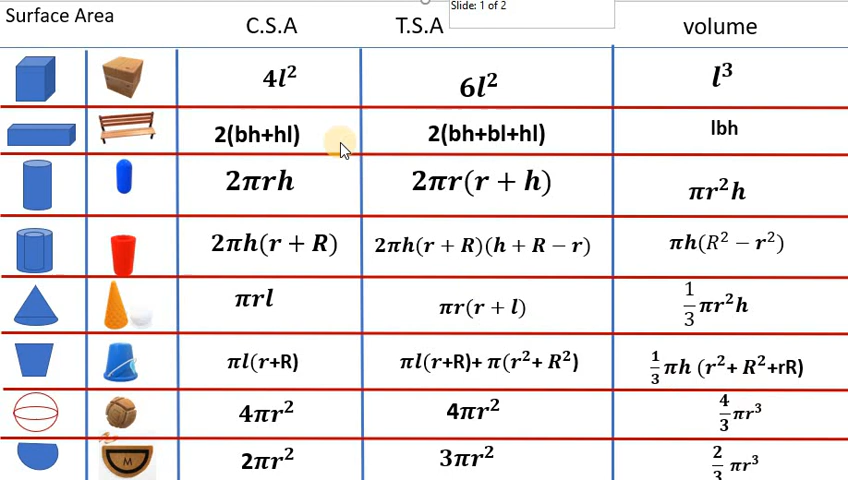 Slide: 1 of 2
Surface Area
C.S.A T.S.A volume
4l² 6l² l³
2(bh+hl) 2(bh+bl+hl) lbh
2πrh 2πr(r + h) πr²h
2πh(r + R) 2πh(r + R)(h + R − r) πh(R² − r²)
πrl πr(r + l) 1/3 πr²h
πl(r+R) πl(r+R)+ π(r²+ R²) 1/3 πh (r²+ R²+rR)
4πr² 4πr² 4/3 πr³
M
2πr² 3πr² 2/3 πr³